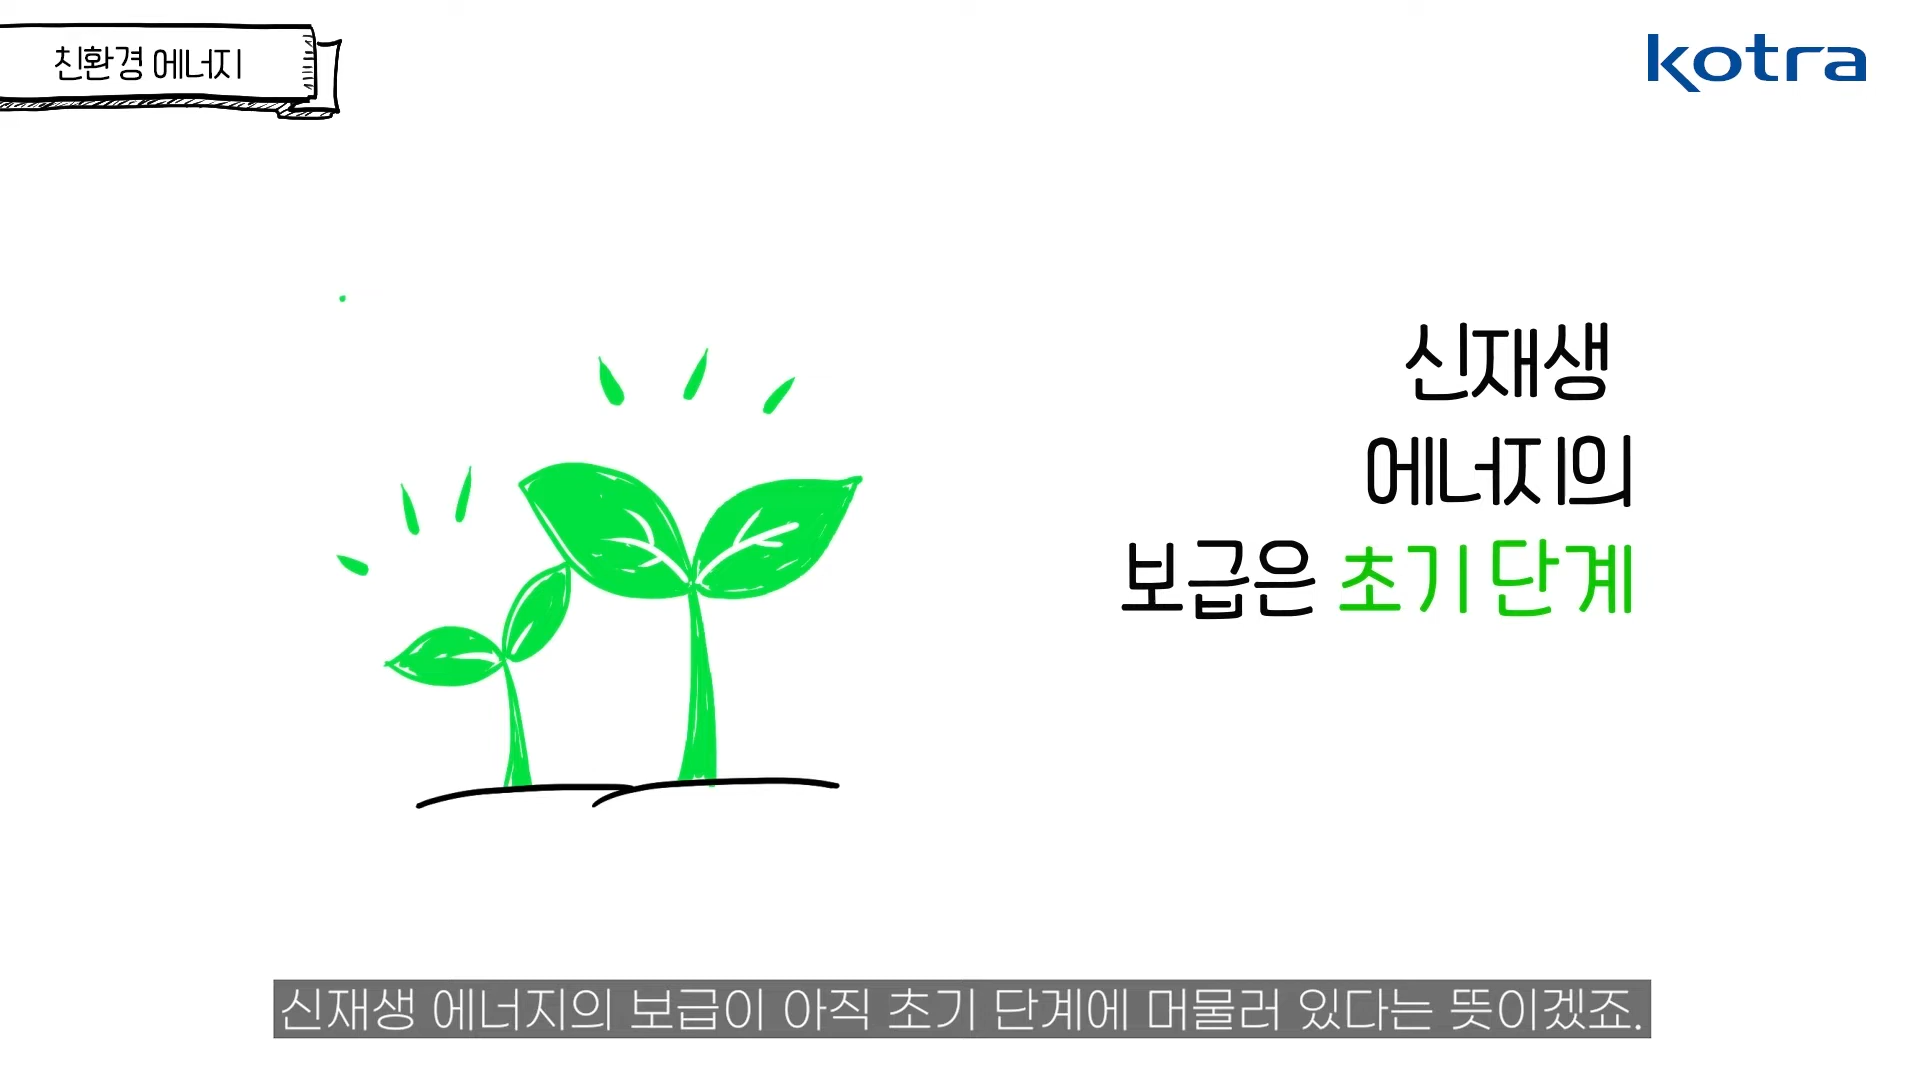 친환경 에너지
kotra
신재생
에너지의
보급은 초기 단계
신재생 에너지의 보급이 아직 초기 단계에 머물러 있다는 뜻이겠죠.